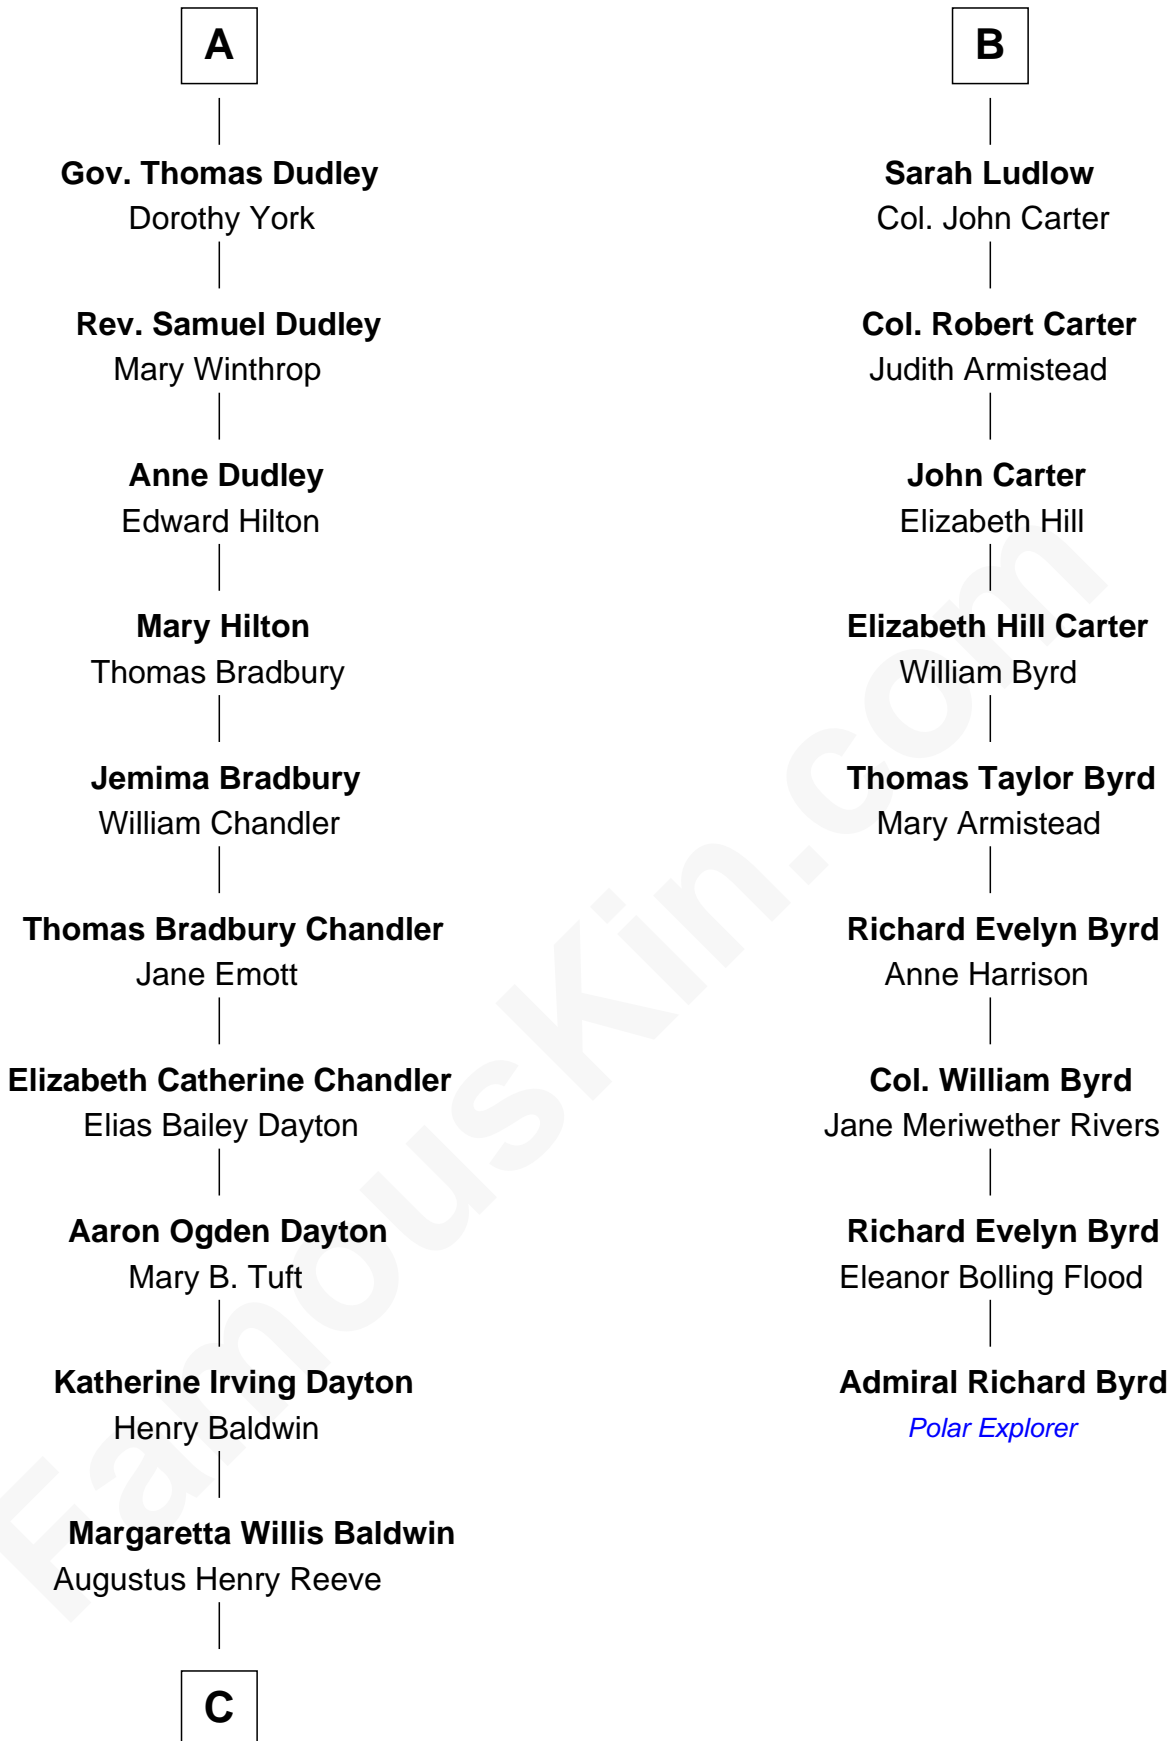 A
Gov. Thomas Dudley
Dorothy York
Rev. Samuel Dudley
Mary Winthrop
Anne Dudley
Edward Hilton
Mary Hilton
Thomas Bradbury
Jemima Bradbury
William Chandler
Thomas Bradbury Chandler
Jane Emott
Elizabeth Catherine Chandler
Elias Bailey Dayton
Aaron Ogden Dayton
Mary B. Tuft
Katherine Irving Dayton
Henry Baldwin
Margaretta Willis Baldwin
Augustus Henry Reeve
C
B
Sarah Ludlow
Col. John Carter
Col. Robert Carter
Judith Armistead
John Carter
Elizabeth Hill
Elizabeth Hill Carter
William Byrd
Thomas Taylor Byrd
Mary Armistead
Richard Evelyn Byrd
Anne Harrison
Col. William Byrd
Jane Meriwether Rivers
Richard Evelyn Byrd
Eleanor Bolling Flood
Admiral Richard Byrd
Polar Explorer
FamousKin.com